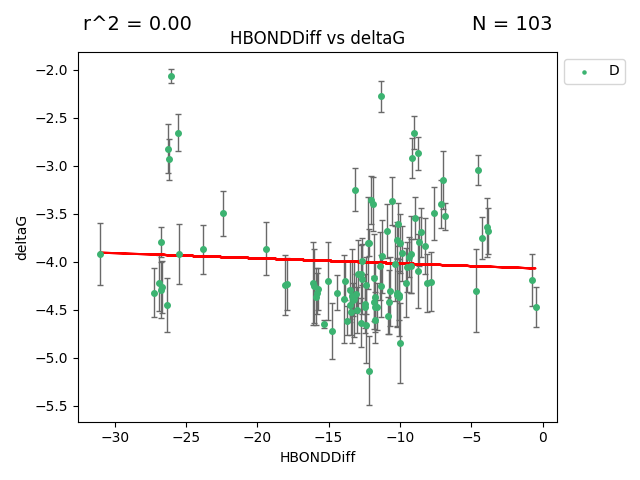 r^2 = 0.00 N = 103
HBONDDiff vs deltaG
D
−2.0
−2.5
−3.0
−3.5
−4.0
−4.5
−5.0
−5.5
deltaG
−30 −25 −20 −15 −10 −5 0
HBONDDiff